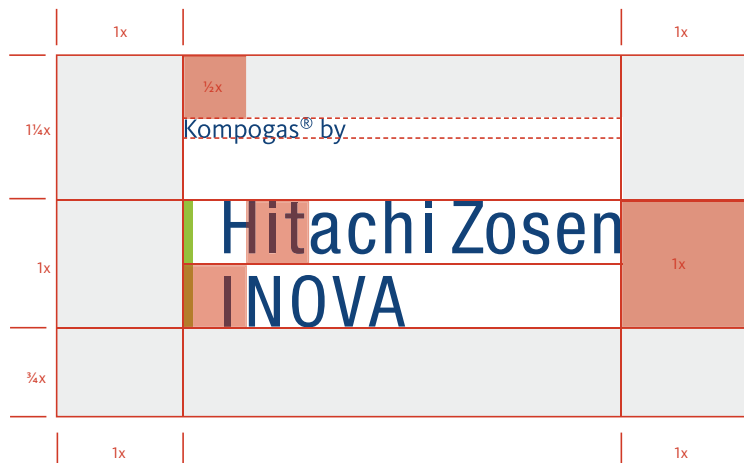 1x 1x
½x
1¼x
Kompogas® by
Hitachi Zosen
1x 1x
INOVA
¾x
1x 1x